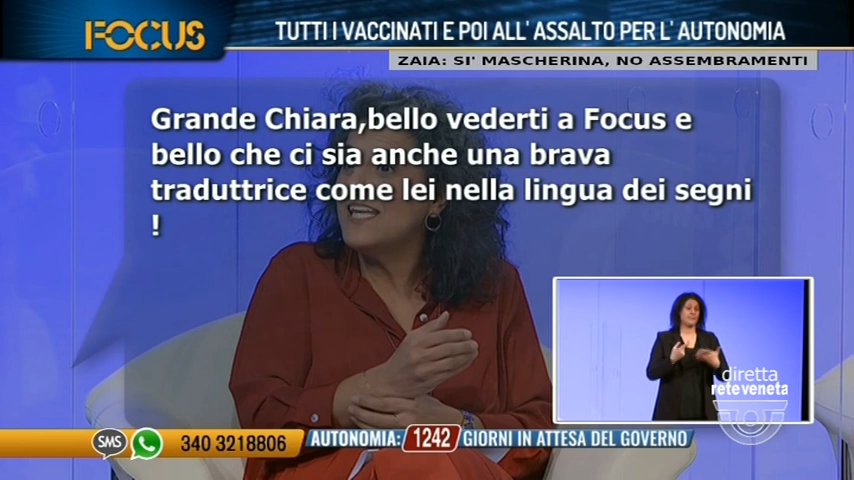 FOCUS
TUTTI I VACCINATI E POI ALL' ASSALTO PER L' AUTONOMIA
ZAIA: SI' MASCHERINA, NO ASSEMBRAMENTI
Grande Chiara,bello vederti a Focus e
bello che ci sia anche una brava
traduttrice come lei nella lingua dei segni
!
diretta
reteveneta
SMS
340 3218806
AUTONOMIA: 1242 GIORNI IN ATTESA DEL GOVERNO